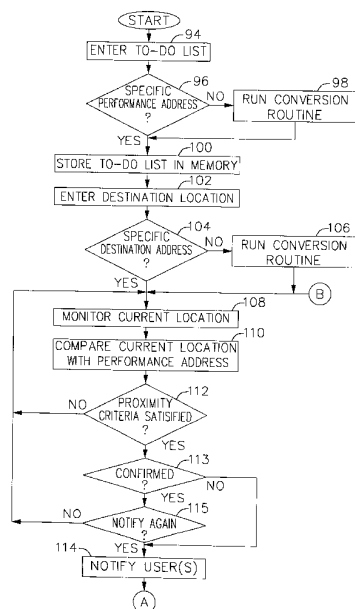 START
94
ENTER TO-DO LIST
96
SPECIFIC
PERFORMANCE ADDRESS
?
NO
98
RUN CONVERSION
ROUTINE
YES
100
STORE TO-DO LIST IN MEMORY
102
ENTER DESTINATION LOCATION
104
SPECIFIC
DESTINATION ADDRESS
?
NO
106
RUN CONVERSION
ROUTINE
YES
B
108
MONITOR CURRENT LOCATION
110
COMPARE CURRENT LOCATION
WITH PERFORMANCE ADDRESS
112
PROXIMITY
CRITERIA SATISIFIED
?
NO
YES
113
CONFIRMED
?
NO
YES
115
NOTIFY AGAIN
?
NO
YES
114
NOTIFY USER(S)
A